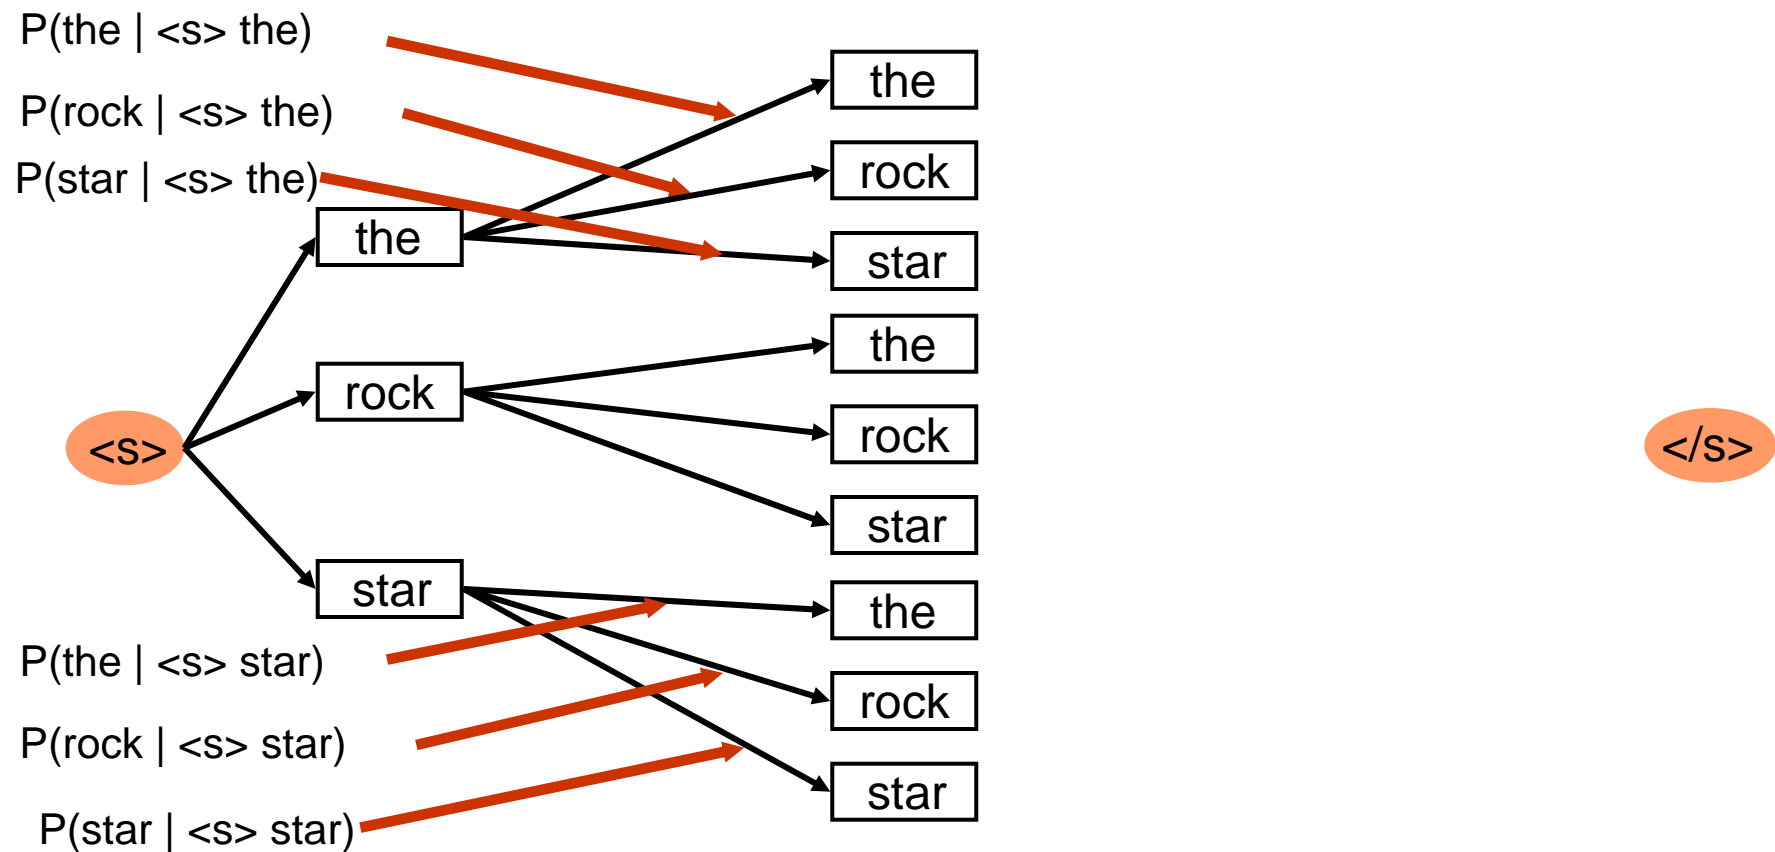 P(the | <s> the)
P(rock | <s> the)
P(star | <s> the)
the
rock
star
the
rock
star
<s>
the
rock
star
the
rock
star
</s>
P(the | <s> star)
P(rock | <s> star)
P(star | <s> star)